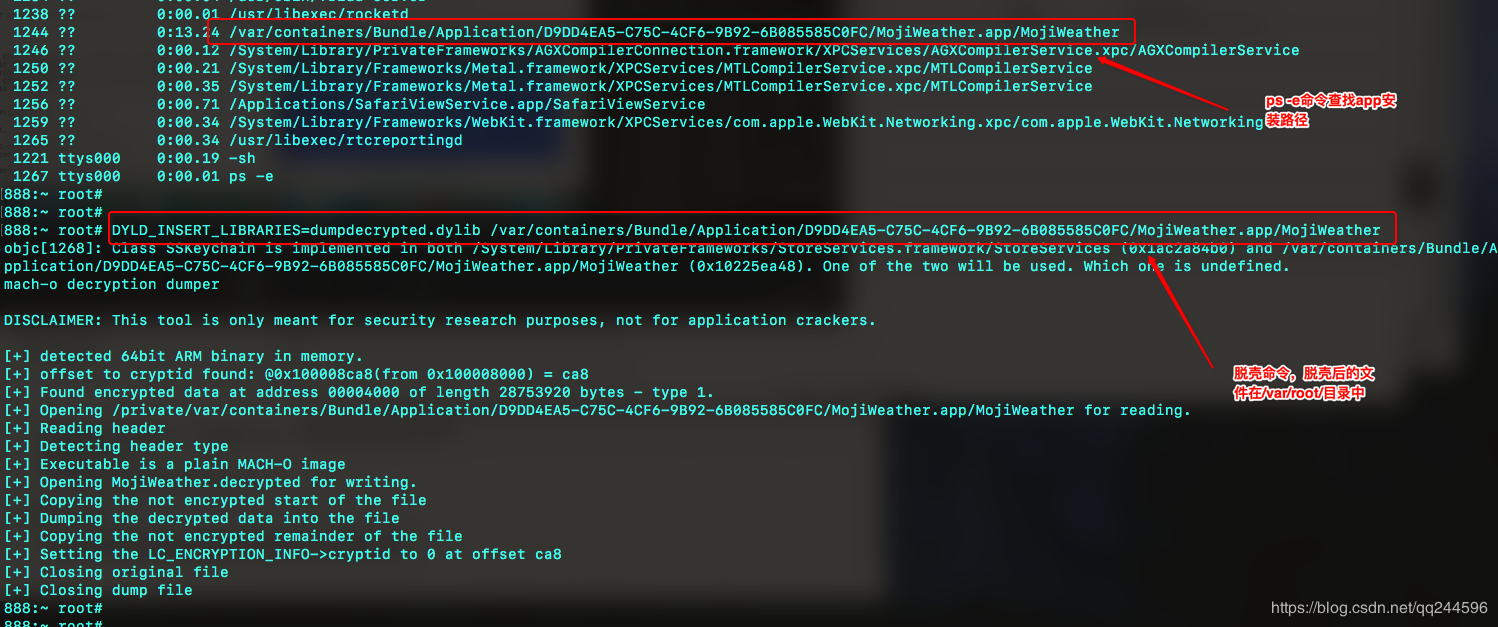 1238 ??         0:00.01 /usr/libexec/rocketd
1244 ??         0:13.24 /var/containers/Bundle/Application/D9DD4EA5-C75C-4CF6-9B92-6B085585C0FC/MojiWeather.app/MojiWeather
1246 ??         0:00.12 /System/Library/PrivateFrameworks/AGXCompilerConnection.framework/XPCServices/AGXCompilerService.xpc/AGXCompilerService
1250 ??         0:00.21 /System/Library/Frameworks/Metal.framework/XPCServices/MTLCompilerService.xpc/MTLCompilerService
1252 ??         0:00.35 /System/Library/Frameworks/Metal.framework/XPCServices/MTLCompilerService.xpc/MTLCompilerService
1256 ??         0:00.71 /Applications/SafariViewService.app/SafariViewService
ps -e命令查找app安
1259 ??         0:00.34 /System/Library/Frameworks/WebKit.framework/XPCServices/com.apple.WebKit.Networking.xpc/com.apple.WebKit.Networking
装路径
1265 ??         0:00.34 /usr/libexec/rtcreportingd
1221 ttys000    0:00.19 -sh
1267 ttys000    0:00.01 ps -e
888:~ root#
888:~ root#
888:~ root# DYLD_INSERT_LIBRARIES=dumpdecrypted.dylib /var/containers/Bundle/Application/D9DD4EA5-C75C-4CF6-9B92-6B085585C0FC/MojiWeather.app/MojiWeather
objc[1268]: Class SSKeychain is implemented in both /System/Library/PrivateFrameworks/StoreServices.framework/StoreServices (0x1ac2a84b0) and /var/containers/Bundle/A
pplication/D9DD4EA5-C75C-4CF6-9B92-6B085585C0FC/MojiWeather.app/MojiWeather (0x10225ea48). One of the two will be used. Which one is undefined.
mach-o decryption dumper
DISCLAIMER: This tool is only meant for security research purposes, not for application crackers.
[+] detected 64bit ARM binary in memory.
[+] offset to cryptid found: @0x100008ca8(from 0x100008000) = ca8
脱壳命令，脱壳后的文
[+] Found encrypted data at address 00004000 of length 28753920 bytes - type 1.
件在/var/root/目录中
[+] Opening /private/var/containers/Bundle/Application/D9DD4EA5-C75C-4CF6-9B92-6B085585C0FC/MojiWeather.app/MojiWeather for reading.
[+] Reading header
[+] Detecting header type
[+] Executable is a plain MACH-O image
[+] Opening MojiWeather.decrypted for writing.
[+] Copying the not encrypted start of the file
[+] Dumping the decrypted data into the file
[+] Copying the not encrypted remainder of the file
[+] Setting the LC_ENCRYPTION_INFO->cryptid to 0 at offset ca8
[+] Closing original file
[+] Closing dump file
888:~ root#
888:~ root#
https://blog.csdn.net/qq244596